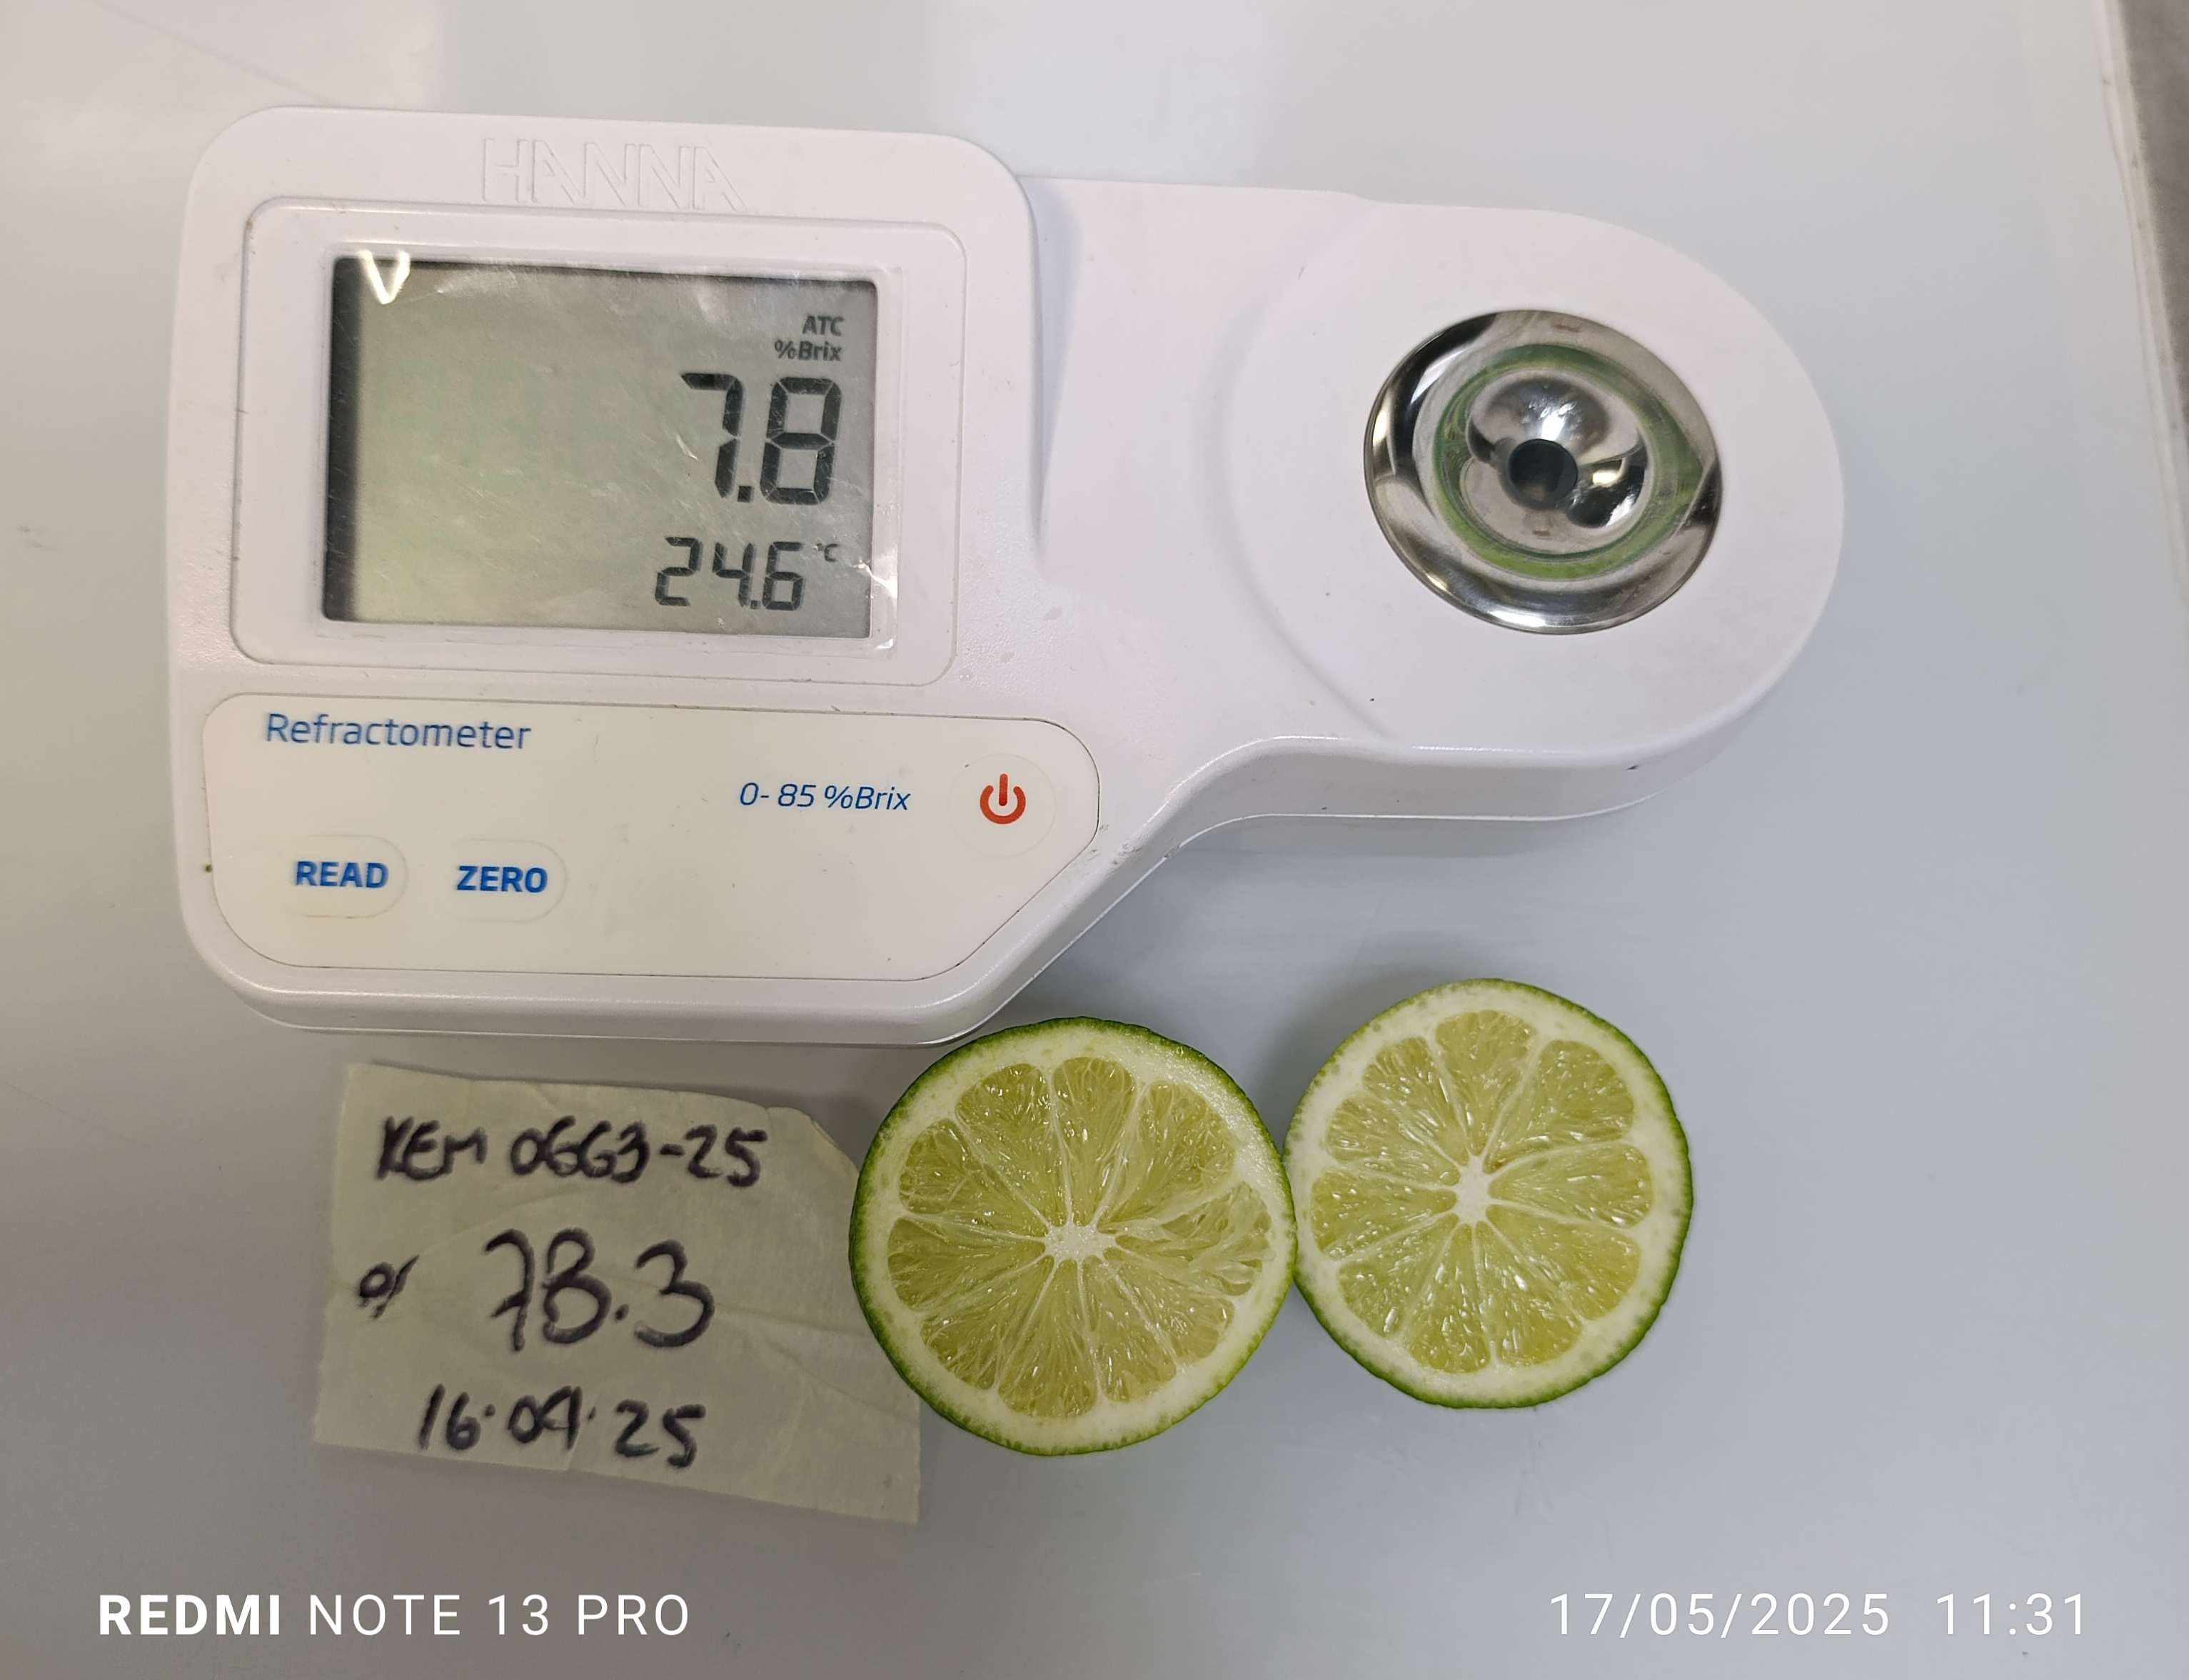 HANNA
ATC
%Brix
7.8
24.6 °C
Refractometer
0-85 %Brix
READ ZERO
KEM 0663-25
78.3
16.04.25
REDMI NOTE 13 PRO
17/05/2025 11:31